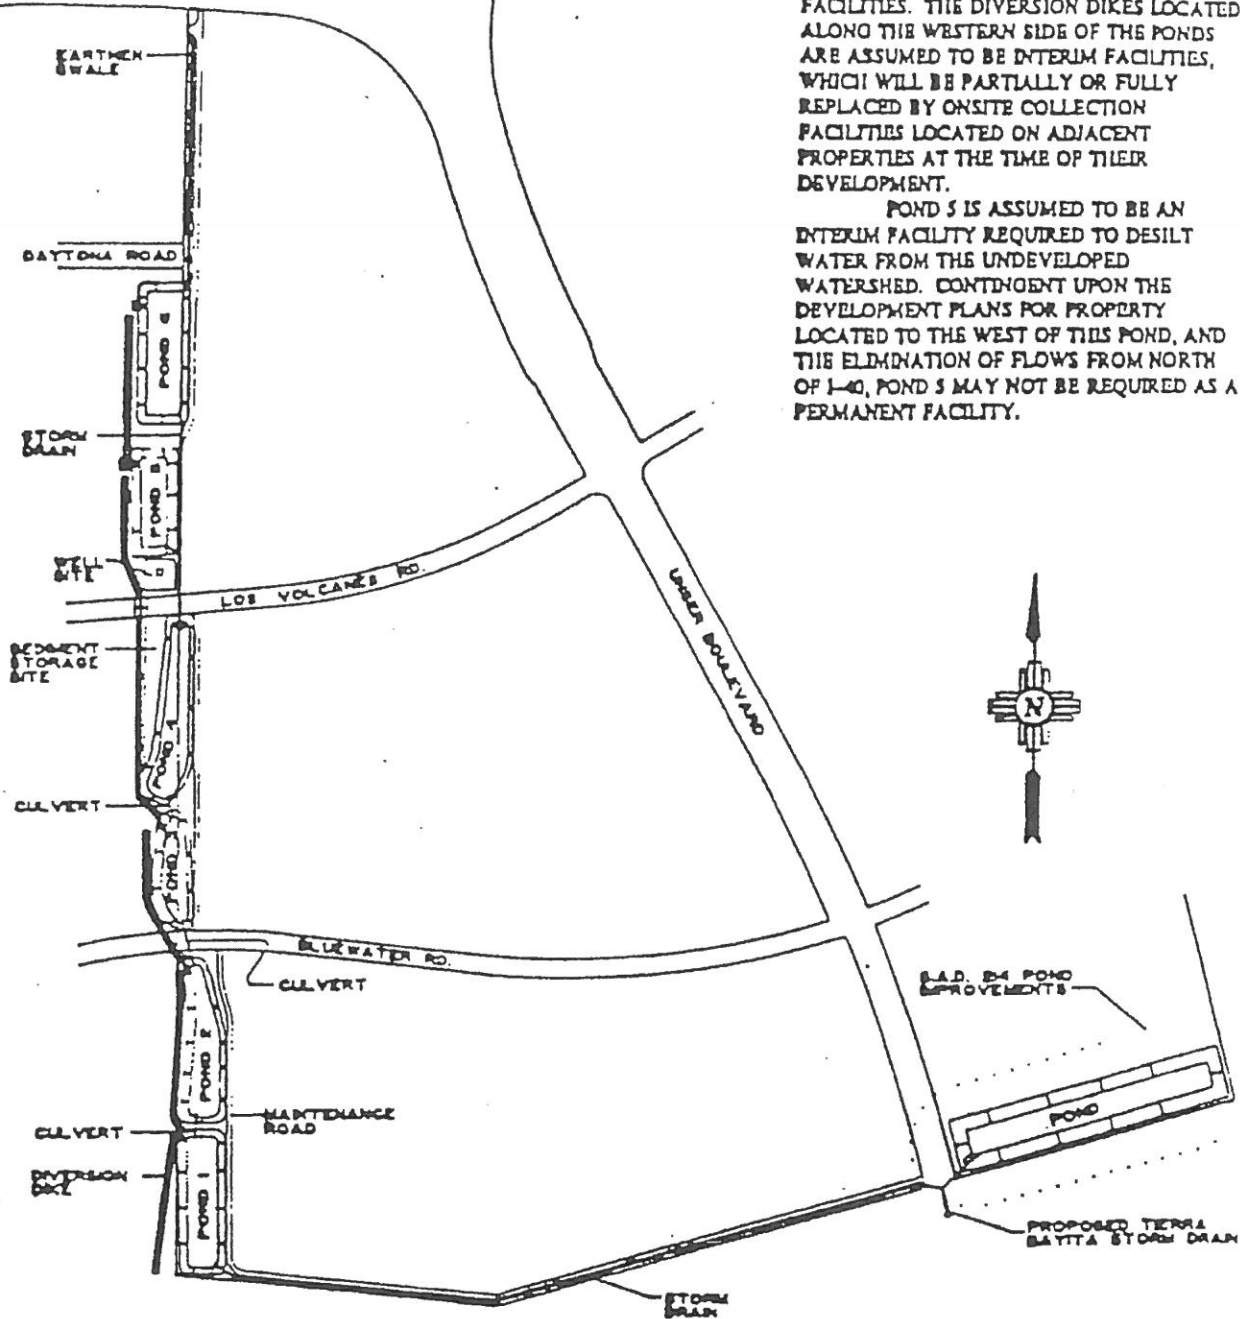 FACILITIES. THE DIVERSION DIKES LOCATED
ALONG THE WESTERN SIDE OF THE PONDS
ARE ASSUMED TO BE INTERIM FACILITIES,
WHICH WILL BE PARTIALLY OR FULLY
REPLACED BY ONSITE COLLECTION
FACILITIES LOCATED ON ADJACENT
PROPERTIES AT THE TIME OF THEIR
DEVELOPMENT.
POND 5 IS ASSUMED TO BE AN
INTERIM FACILITY REQUIRED TO DESILT
WATER FROM THE UNDEVELOPED
WATERSHED. CONTINGENT UPON THE
DEVELOPMENT PLANS FOR PROPERTY
LOCATED TO THE WEST OF THIS POND, AND
THE ELIMINATION OF FLOWS FROM NORTH
OF I-40, POND 5 MAY NOT BE REQUIRED AS A
PERMANENT FACILITY.
EARTHEN
SWALE
DAYTONA ROAD
POND 6
STORM
DRAIN
POND
WELL
SITE
LOS VOLCANES RD.
SEDIMENT
STORAGE
SITE
POND 4
CULVERT
POND
BLUEWATER RD.
CULVERT
POND 2
MAINTENANCE
ROAD
CULVERT
DIVERSION
DIKE
POND 1
STORM
DRAIN
UNSER BOULEVARD
N
S.A.D. POND
IMPROVEMENTS
POND
PROPOSED TIERRA
BAYITA STORM DRAIN